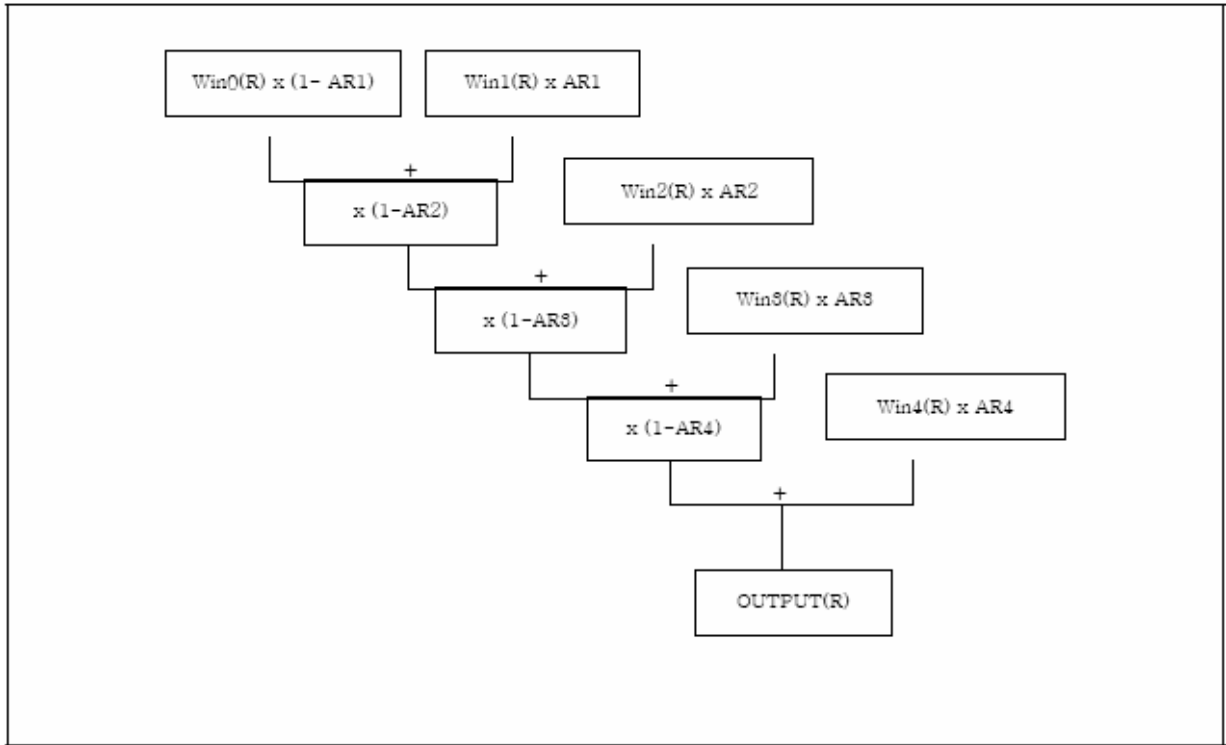 Win0(R) x (1- AR1)
Win1(R) x AR1
+
x (1-AR2)
Win2(R) x AR2
+
x (1-AR3)
Win3(R) x AR3
+
x (1-AR4)
Win4(R) x AR4
+
OUTPUT(R)